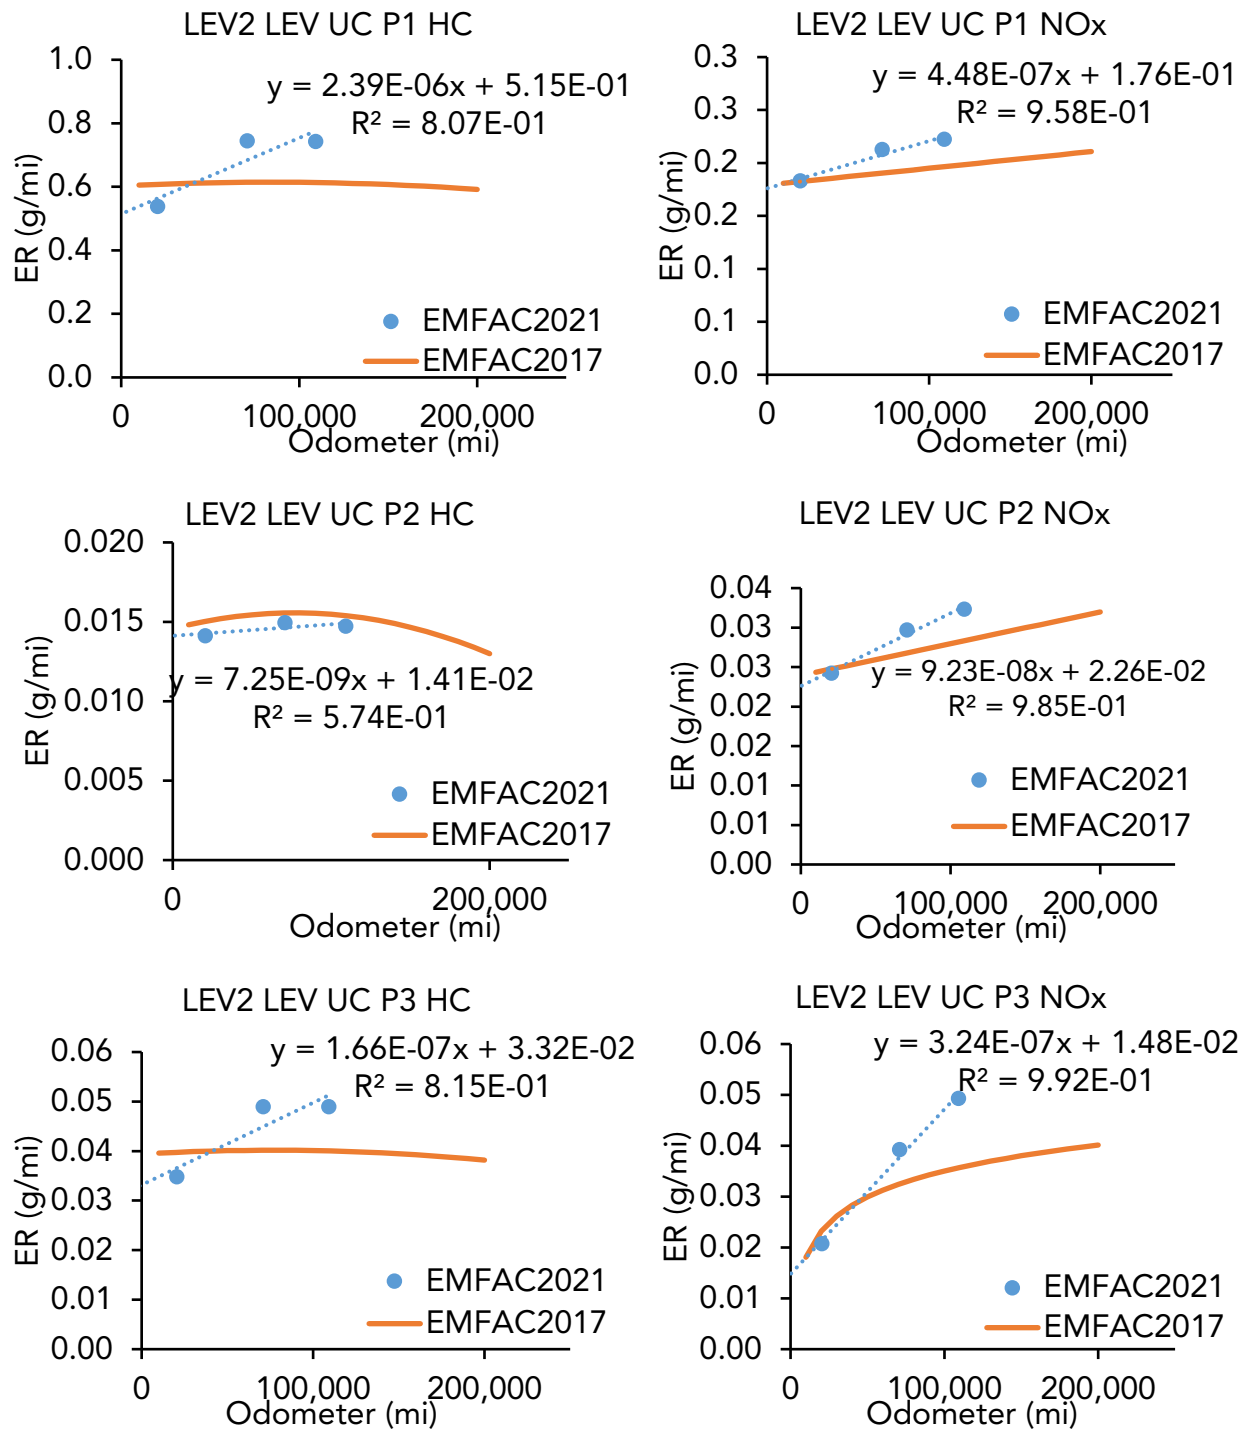 LEV2 LEV UC P1 HC
y = 2.39E-06x + 5.15E-01
R² = 8.07E-01
1.0
0.8
0.6
0.4
0.2
0.0
ER (g/mi)
EMFAC2021
EMFAC2017
0
100,000
200,000
Odometer (mi)
LEV2 LEV UC P1 NOx
y = 4.48E-07x + 1.76E-01
R² = 9.58E-01
0.3
0.3
0.2
0.2
0.1
0.1
0.0
ER (g/mi)
EMFAC2021
EMFAC2017
0
100,000
200,000
Odometer (mi)
LEV2 LEV UC P2 HC
0.020
0.015
0.010
0.005
0.000
ER (g/mi)
y = 7.25E-09x + 1.41E-02
R² = 5.74E-01
EMFAC2021
EMFAC2017
0
200,000
Odometer (mi)
LEV2 LEV UC P2 NOx
0.04
0.03
0.03
0.02
0.02
0.01
0.01
0.00
ER (g/mi)
y = 9.23E-08x + 2.26E-02
R² = 9.85E-01
EMFAC2021
EMFAC2017
0
100,000
200,000
Odometer (mi)
LEV2 LEV UC P3 HC
y = 1.66E-07x + 3.32E-02
R² = 8.15E-01
0.06
0.05
0.04
0.03
0.02
0.01
0.00
ER (g/mi)
EMFAC2021
EMFAC2017
0
100,000
200,000
Odometer (mi)
LEV2 LEV UC P3 NOx
y = 3.24E-07x + 1.48E-02
R² = 9.92E-01
0.06
0.05
0.04
0.03
0.02
0.01
0.00
ER (g/mi)
EMFAC2021
EMFAC2017
0
100,000
200,000
Odometer (mi)